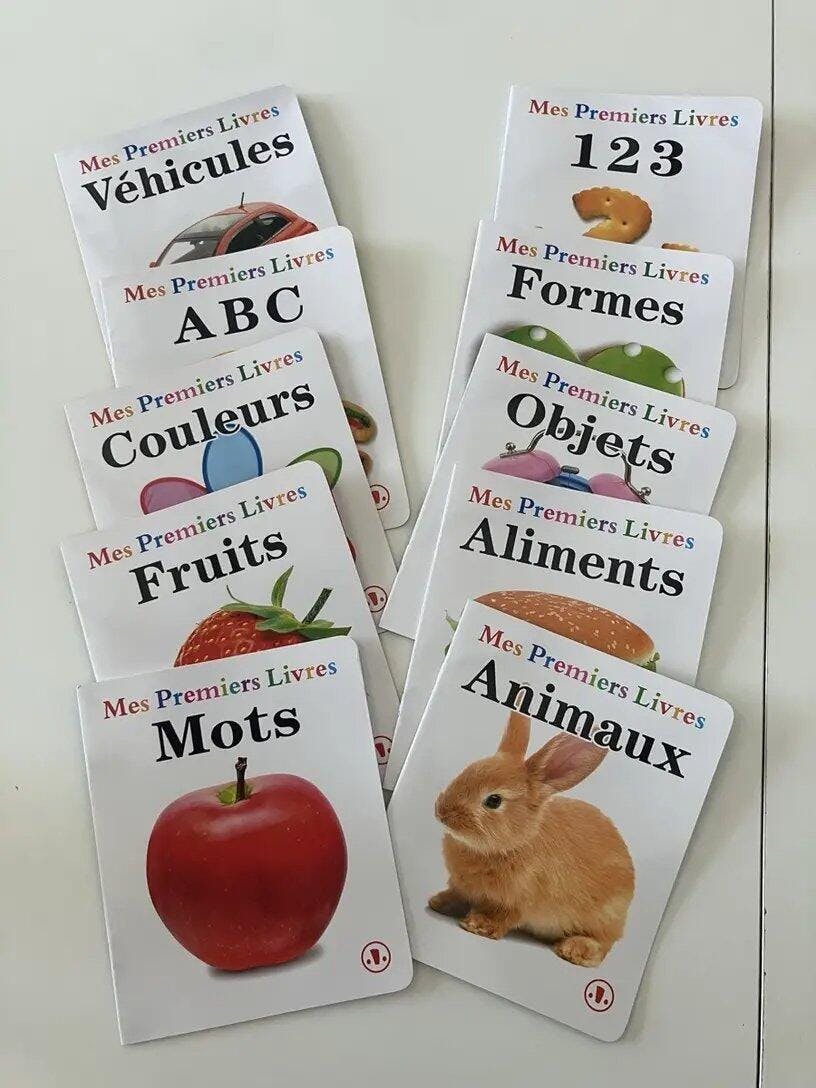 Mes Premiers Livres
Véhicules
Mes Premiers Livres
ABC
Mes Premiers Livres
Couleurs
Mes Premiers Livres
Fruits
Mes Premiers Livres
Mots
Mes Premiers Livres
123
Mes Premiers Livres
Formes
Mes Premiers Livres
Objets
Mes Premiers Livres
Aliments
Mes Premiers Livres
Animaux